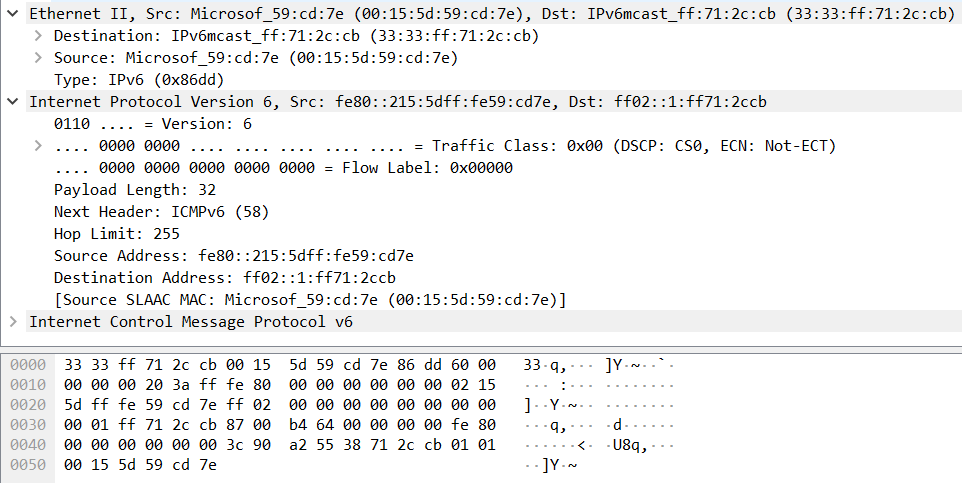 Ethernet II, Src: Microsof_59:cd:7e (00:15:5d:59:cd:7e), Dst: IPv6mcast_ff:71:2c:cb (33:33:ff:71:2c:cb)
Destination: IPv6mcast_ff:71:2c:cb (33:33:ff:71:2c:cb)
Source: Microsof_59:cd:7e (00:15:5d:59:cd:7e)
Type: IPv6 (0x86dd)
Internet Protocol Version 6, Src: fe80::215:5dff:fe59:cd7e, Dst: ff02::1:ff71:2ccb
0110 .... = Version: 6
.... 0000 0000 .... .... .... .... .... = Traffic Class: 0x00 (DSCP: CS0, ECN: Not-ECT)
.... 0000 0000 0000 0000 0000 = Flow Label: 0x00000
Payload Length: 32
Next Header: ICMPv6 (58)
Hop Limit: 255
Source Address: fe80::215:5dff:fe59:cd7e
Destination Address: ff02::1:ff71:2ccb
[Source SLAAC MAC: Microsof_59:cd:7e (00:15:5d:59:cd:7e)]
Internet Control Message Protocol v6
0000 33 33 ff 71 2c cb 00 15 5d 59 cd 7e 86 dd 60 00 33·q,··· ]Y·~··`·
0010 00 00 00 20 3a ff fe 80 00 00 00 00 00 00 02 15 ··· :··· ········
0020 5d ff fe 59 cd 7e ff 02 00 00 00 00 00 00 00 00 ]··Y·~·· ········
0030 00 01 ff 71 2c cb 87 00 b4 64 00 00 00 00 fe 80 ···q,··· ·d······
0040 00 00 00 00 00 00 3c 90 a2 55 38 71 2c cb 01 01 ······<· ·U8q,···
0050 00 15 5d 59 cd 7e ··]Y·~